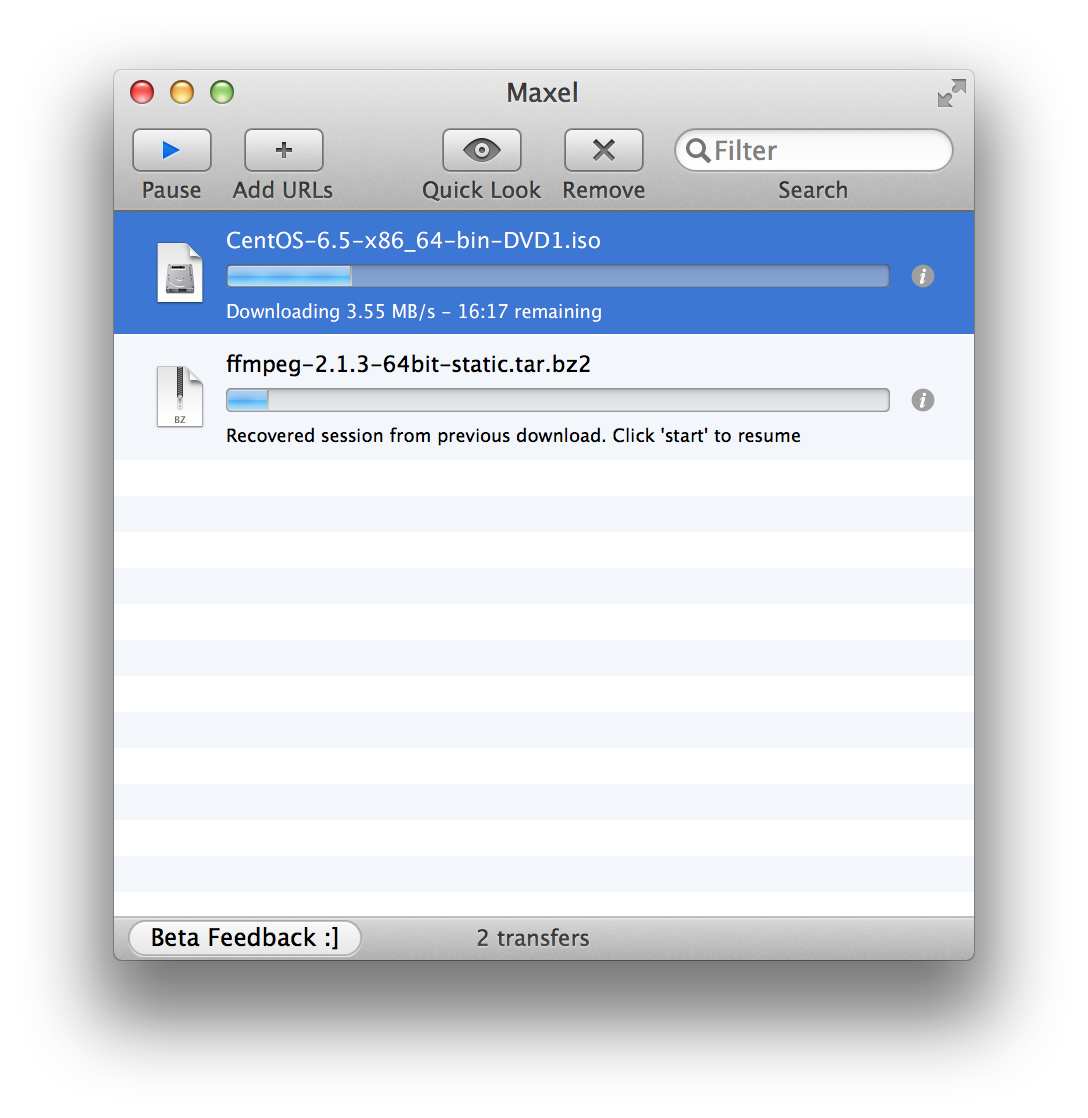 Maxel
Filter
Pause
Add URLs
Quick Look
Remove
Search
CentOS-6.5-x86_64-bin-DVD1.iso
Downloading 3.55 MB/s – 16:17 remaining
ffmpeg-2.1.3-64bit-static.tar.bz2
BZ
Recovered session from previous download. Click 'start' to resume
Beta Feedback :]
2 transfers